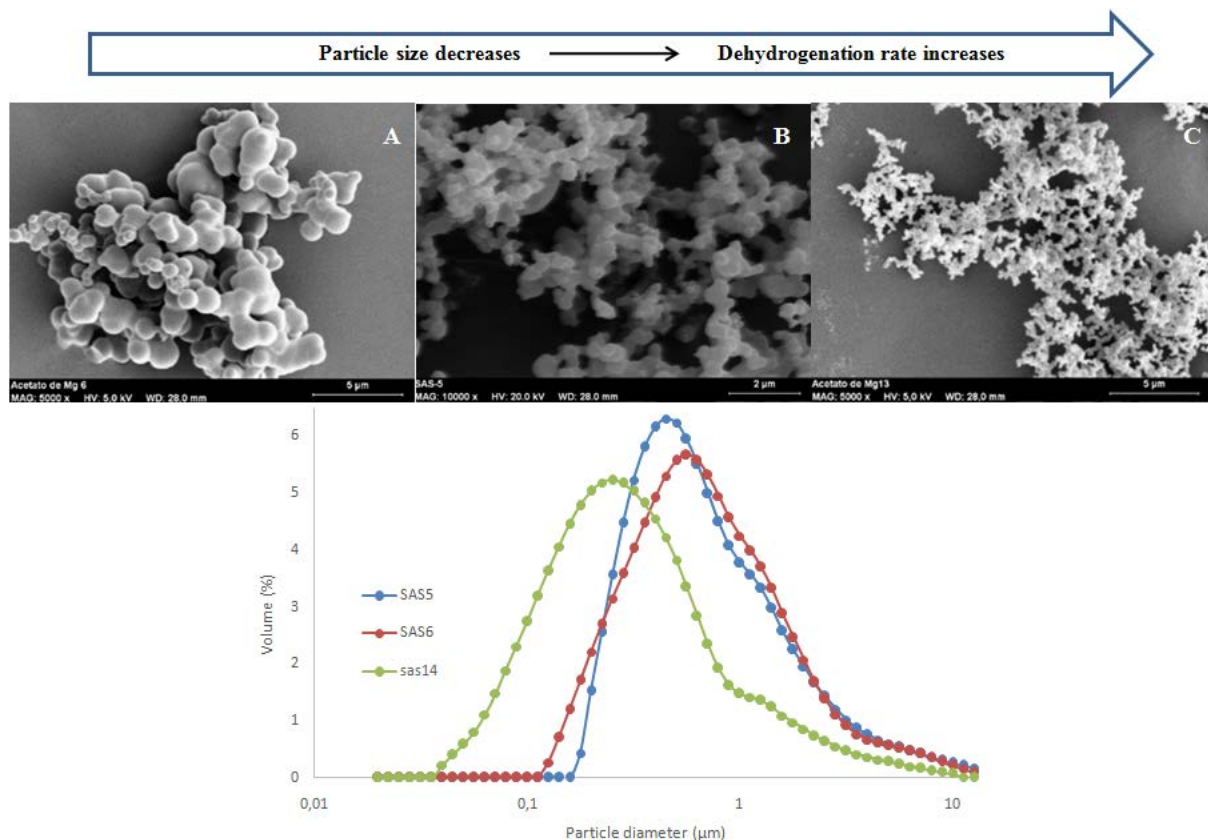 Particle size decreases → Dehydrogenation rate increases
A
B
C
Acetato de Mg 6
5 µm
MAG: 5000 x HV: 5,0 kV WD: 28,0 mm
SAS-5
2 µm
MAG: 10000 x HV: 20.0 kV WD: 28.0 mm
Acetato de Mg13
5 µm
MAG: 5000 x HV: 5,0 kV WD: 28,0 mm
6
5
4
3
2
1
0
Volume (%)
SAS5
SAS6
sas14
0,01
0,1
1
10
Particle diameter (µm)